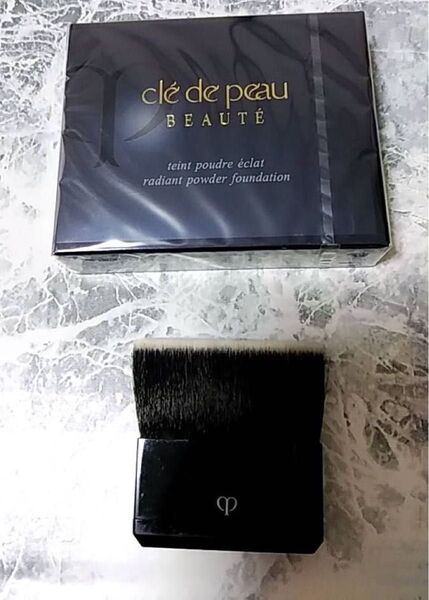 clé de peau
BEAUTÉ
teint poudre éclat
radiant powder foundation